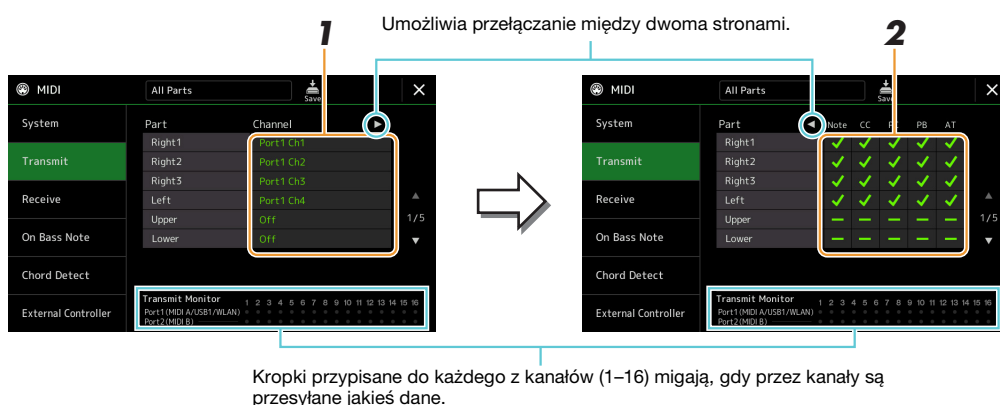 Umożliwia przełączanie między dwoma stronami.
1
2
MIDI
All Parts
Save
System
Transmit
Receive
On Bass Note
Chord Detect
External Controller
Part Channel
Right1 Port1 Ch1
Right2 Port1 Ch2
Right3 Port1 Ch3
Left Port1 Ch4
Upper Off
Lower Off
1/5
Transmit Monitor 1 2 3 4 5 6 7 8 9 10 11 12 13 14 15 16
Port1(MIDI A/USB1/WLAN)
Port2(MIDI B)
MIDI
All Parts
Save
System
Transmit
Receive
On Bass Note
Chord Detect
External Controller
Part Note CC PC PB AT
Right1
Right2
Right3
Left
Upper
Lower
1/5
Transmit Monitor 1 2 3 4 5 6 7 8 9 10 11 12 13 14 15 16
Port1(MIDI A/USB1/WLAN)
Port2(MIDI B)
Kropki przypisane do każdego z kanałów (1–16) migają, gdy przez kanały są
przesyłane jakieś dane.